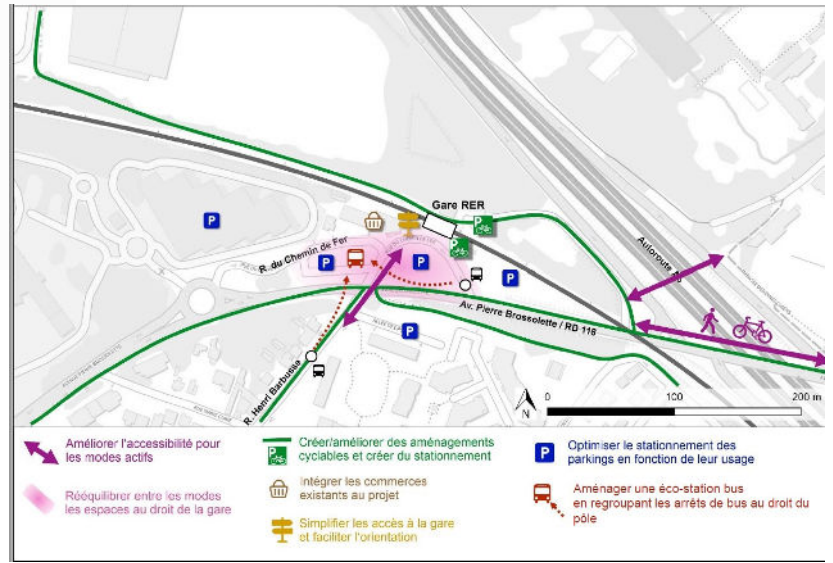 Gare RER
R. du Chemin de Fer
Autoroute A6
Av. Pierre Brossolette / RD 118
R. Henri Barbusse
0 100 200 m
N
P
Améliorer l'accessibilité pour
les modes actifs
Rééquilibrer entre les modes
les espaces au droit de la gare
Créer/améliorer des aménagements
cyclables et créer du stationnement
Intégrer les commerces
existants au projet
Simplifier les accès à la gare
et faciliter l'orientation
Optimiser le stationnement des
parkings en fonction de leur usage
Aménager une éco-station bus
en regroupant les arrêts de bus au droit du
pôle